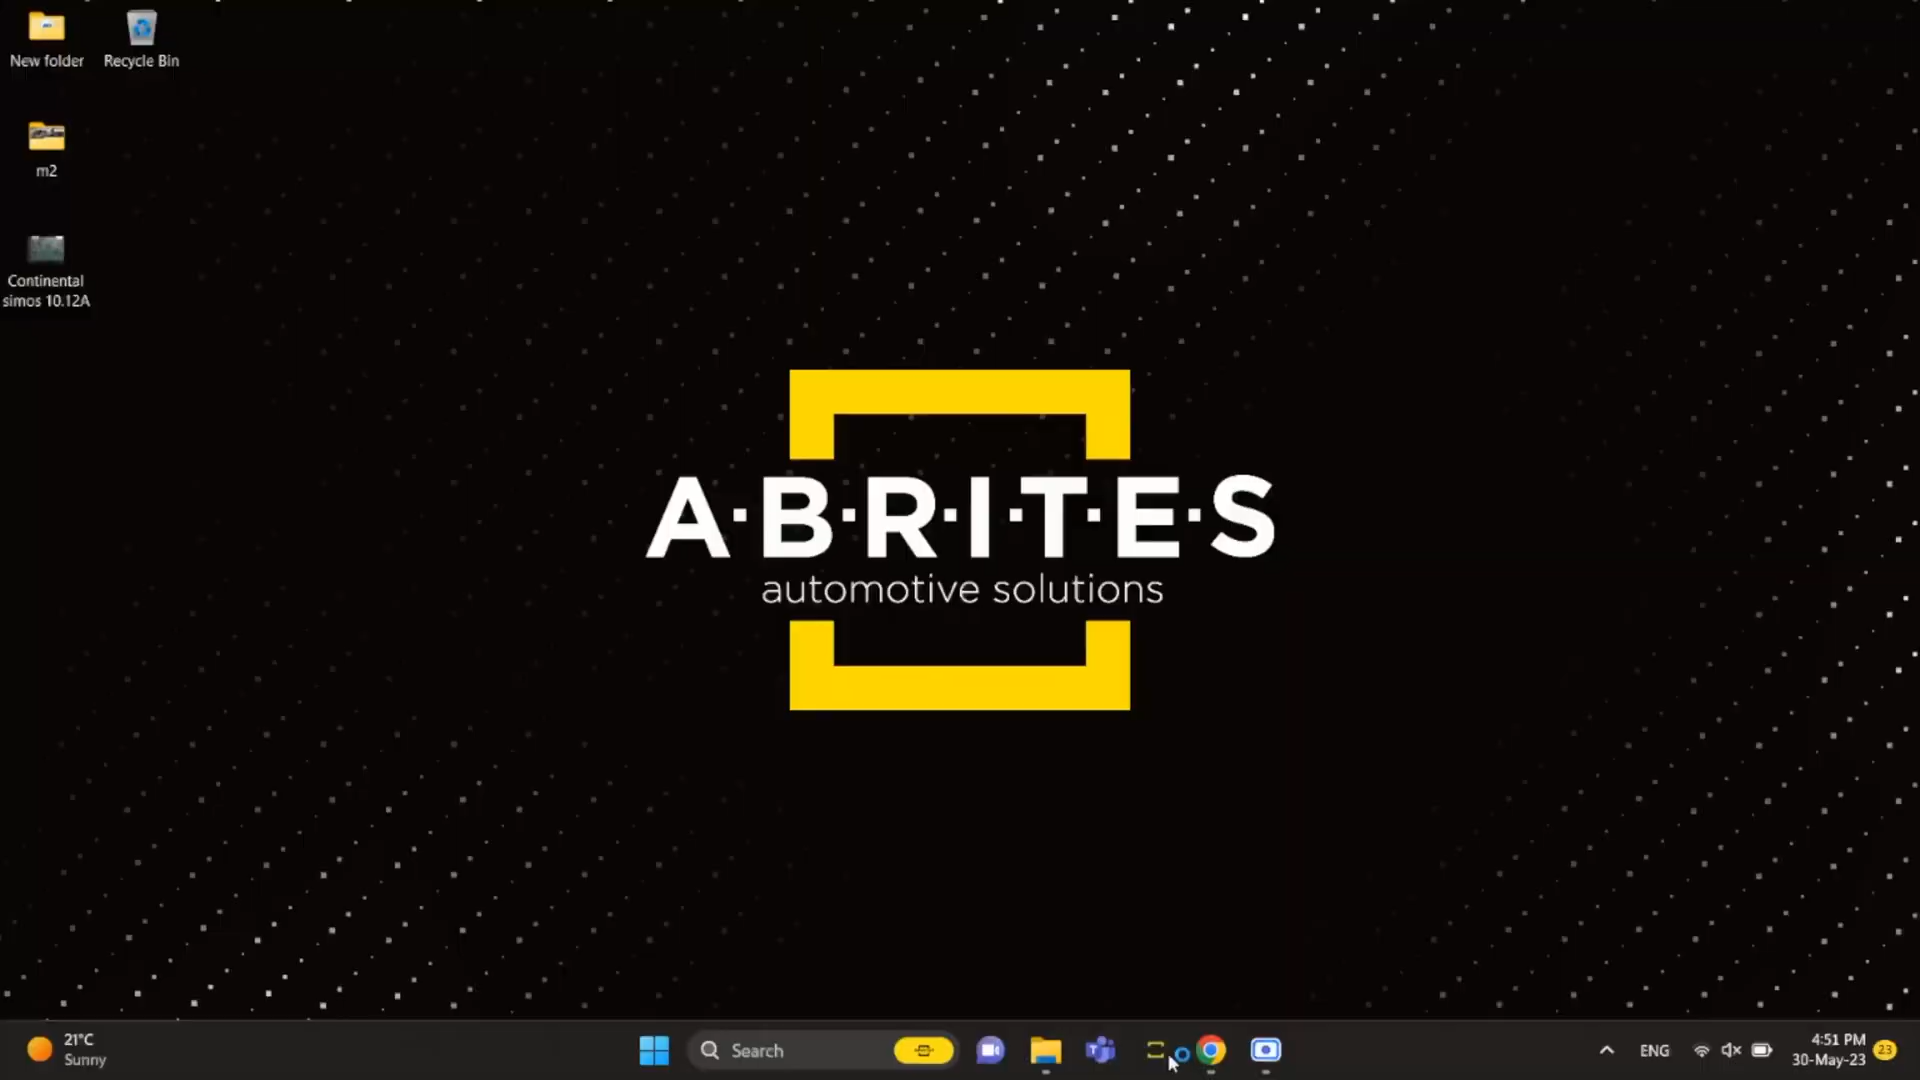 New folder
Recycle Bin
m2
Continental
simos 10.12A
A·B·R·I·T·E·S
automotive solutions
21°C
Sunny
Search
ENG
4:51 PM
30-May-23
23